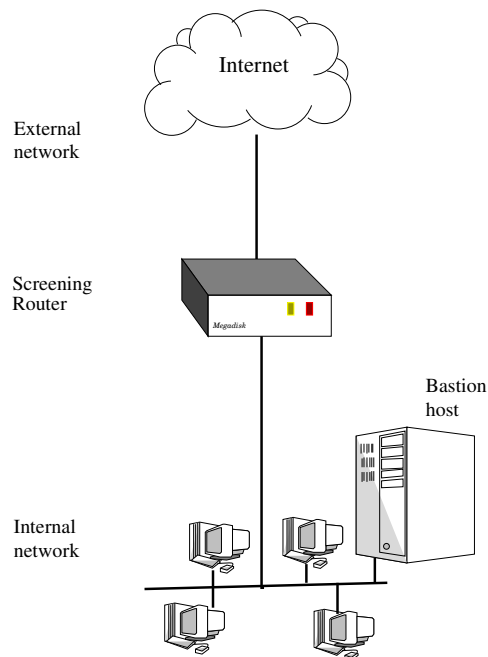 Internet
External
network
Screening
Router
Megadisk
Bastion
host
Internal
network